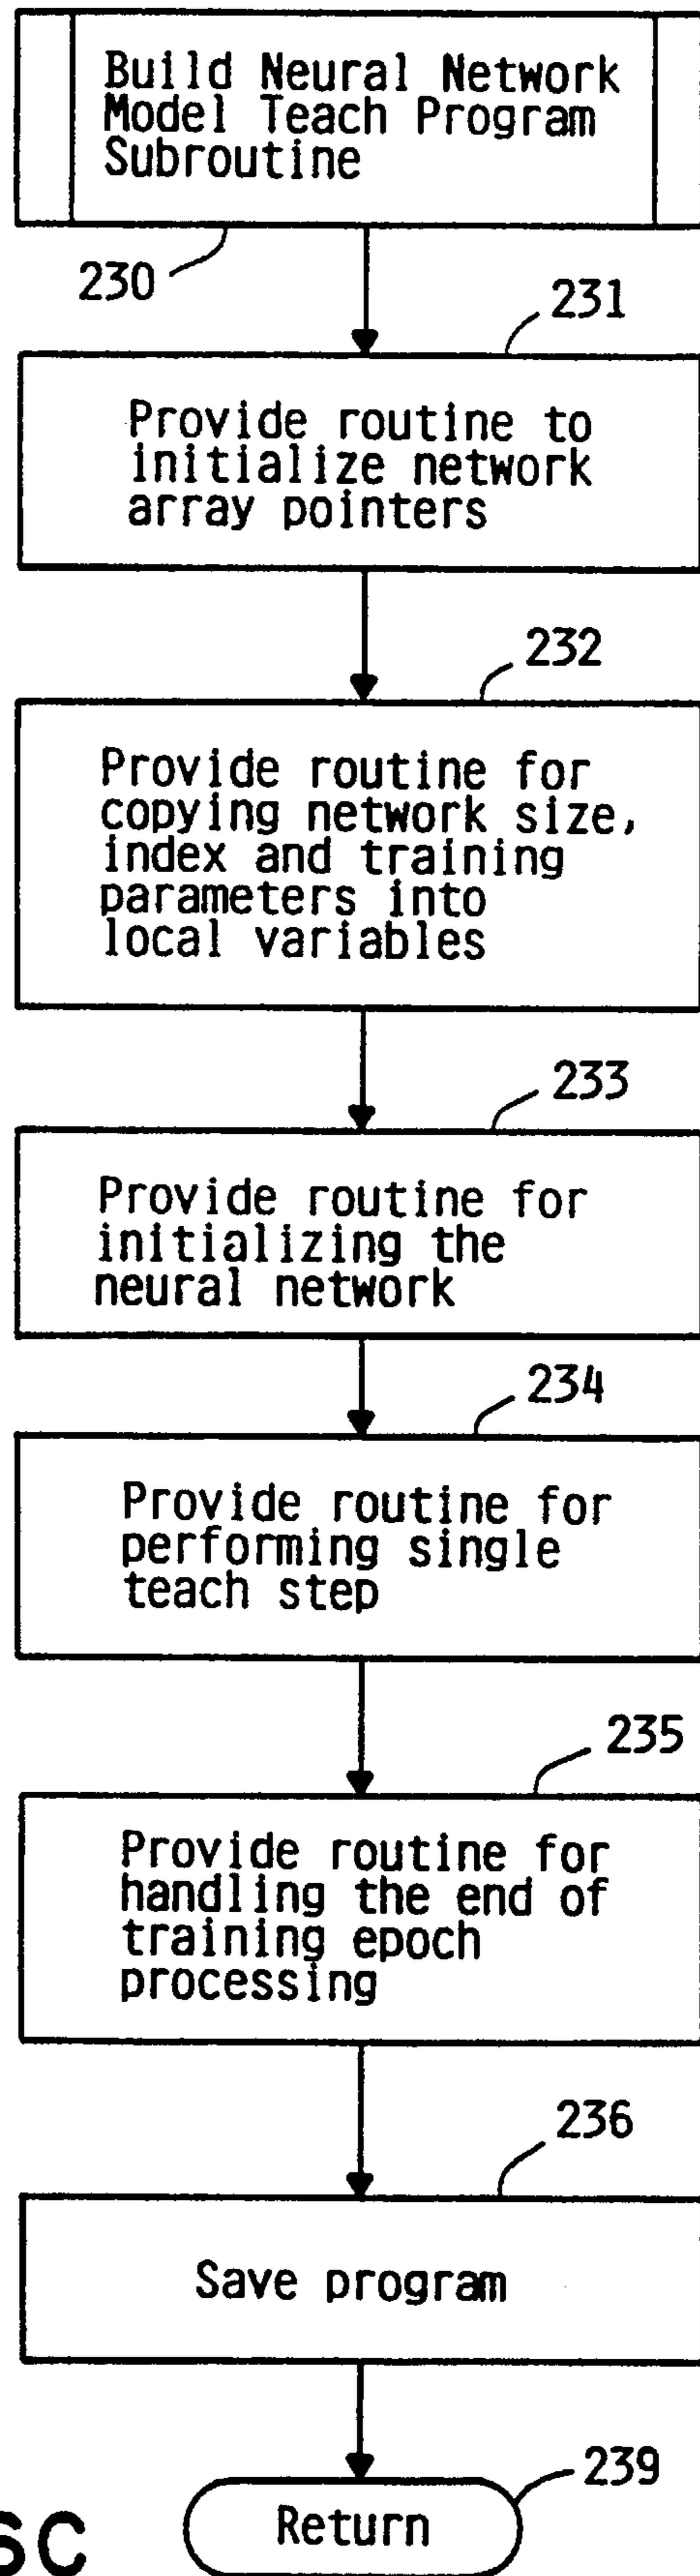 Build Neural Network
Model Teach Program
Subroutine
230
231
Provide routine to
initialize network
array pointers
232
Provide routine for
copying network size,
index and training
parameters into
local variables
233
Provide routine for
initializing the
neural network
234
Provide routine for
performing single
teach step
235
Provide routine for
handling the end of
training epoch
processing
236
Save program
239
Return